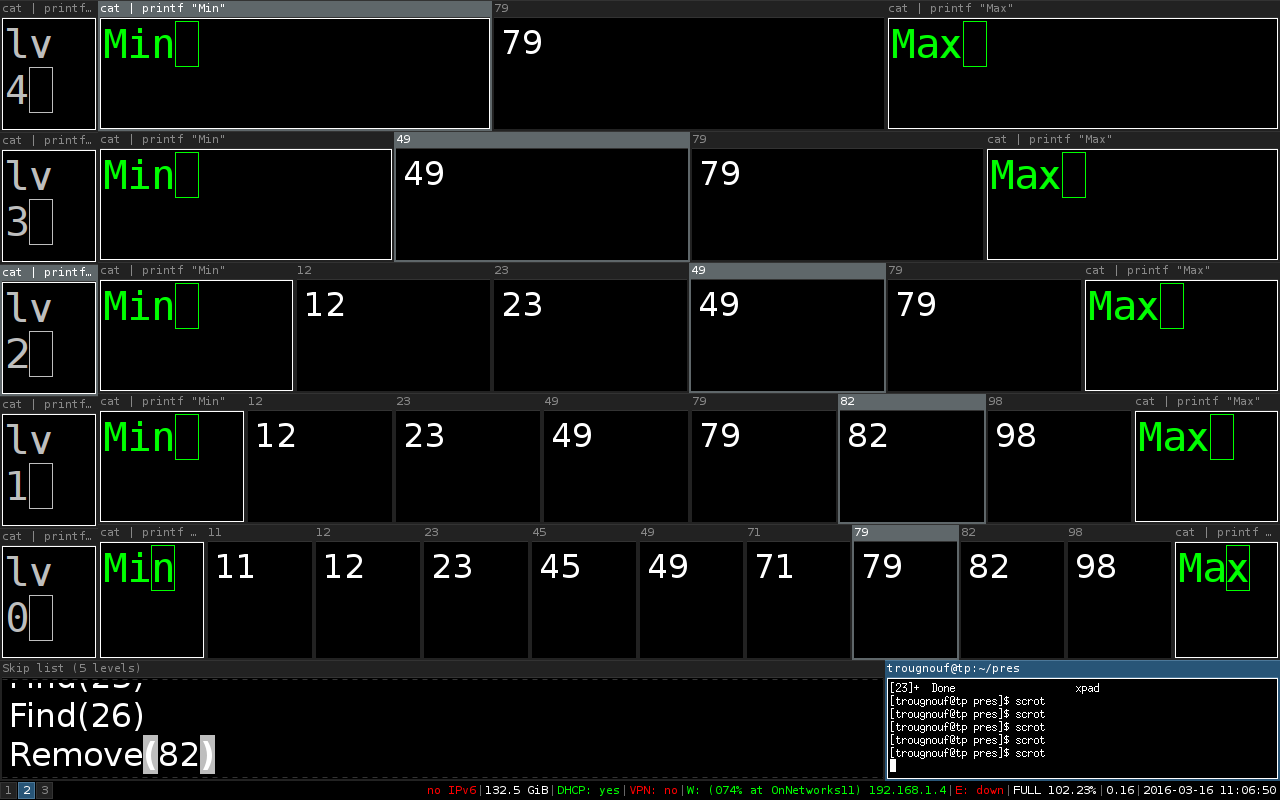 cat | printf… cat | printf "Min" 79 cat | printf "Max"
lv Min 79 Max
4
cat | printf… cat | printf "Min" 49 79 cat | printf "Max"
lv Min 49 79 Max
3
cat | printf… cat | printf "Min" 12 23 49 79 cat | printf "Max"
lv Min 12 23 49 79 Max
2
cat | printf… cat | printf "Min" 12 23 49 79 82 98 cat | printf "Max"
lv Min 12 23 49 79 82 98 Max
1
cat | printf… cat | printf … 11 12 23 45 49 71 79 82 98 cat | printf …
lv Min 11 12 23 45 49 71 79 82 98 Max
0
Skip list (5 levels)
Find(26)
Remove(82)
trougnouf@tp:~/pres
[23]+ Done xpad
[trougnouf@tp pres]$ scrot
[trougnouf@tp pres]$ scrot
[trougnouf@tp pres]$ scrot
[trougnouf@tp pres]$ scrot
[trougnouf@tp pres]$ scrot
1 2 3 no IPv6|132.5 GiB|DHCP: yes|VPN: no|W: (074% at OnNetworks11) 192.168.1.4|E: down|FULL 102.23%|0.16|2016-03-16 11:06:50